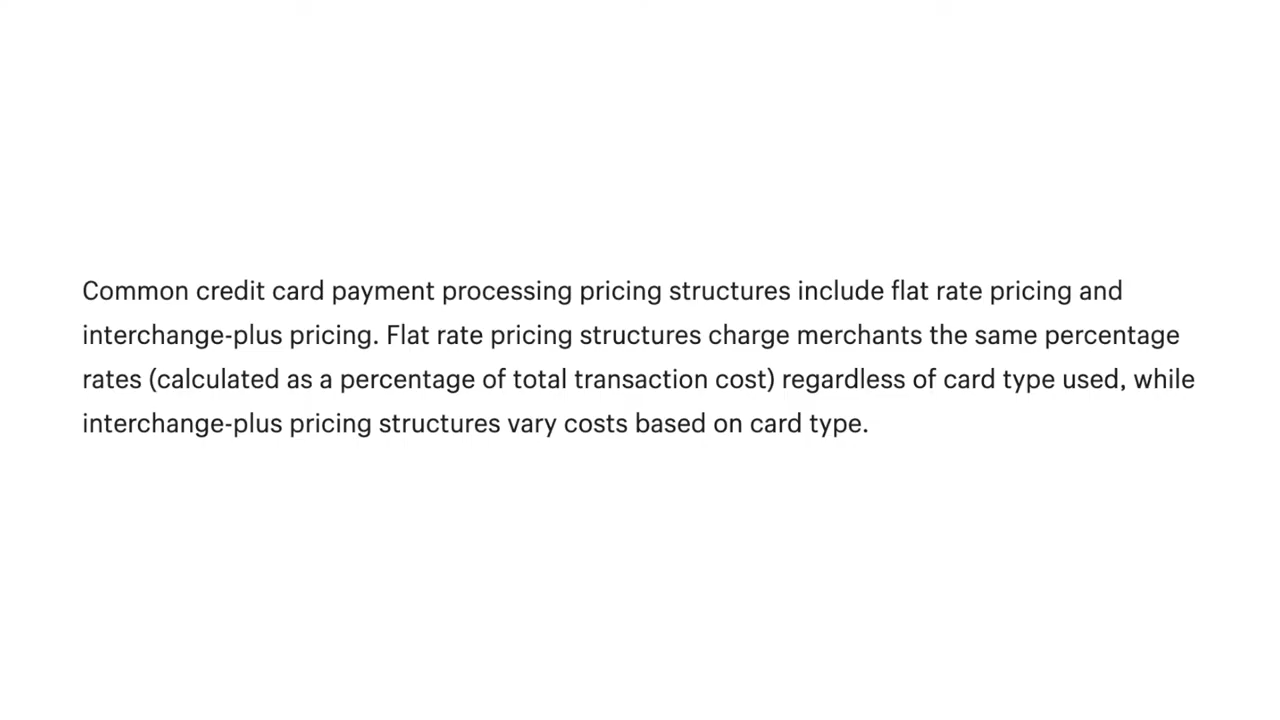 Common credit card payment processing pricing structures include flat rate pricing and
interchange-plus pricing. Flat rate pricing structures charge merchants the same percentage
rates (calculated as a percentage of total transaction cost) regardless of card type used, while
interchange-plus pricing structures vary costs based on card type.